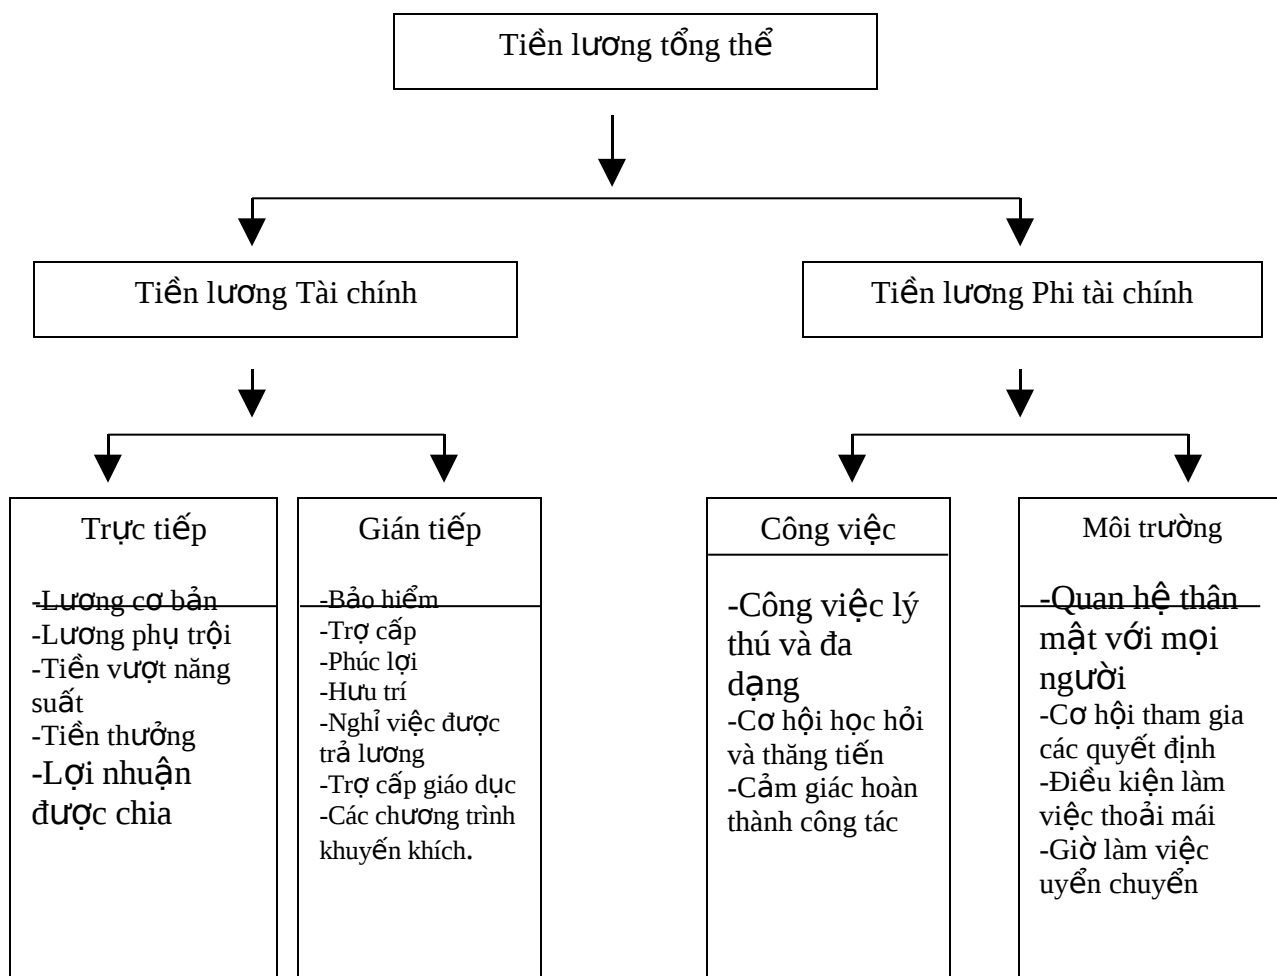 Tiền lương tổng thể
Tiền lương Tài chính
Tiền lương Phi tài chính
Trực tiếp
-Lương cơ bản
-Lương phụ trội
-Tiền vượt năng
suất
-Tiền thưởng
-Lợi nhuận
được chia
Gián tiếp
-Bảo hiểm
-Trợ cấp
-Phúc lợi
-Hưu trí
-Nghỉ việc được
trả lương
-Trợ cấp giáo dục
-Các chương trình
khuyến khích.
Công việc
-Công việc lý
thú và đa
dạng
-Cơ hội học hỏi
và thăng tiến
-Cảm giác hoàn
thành công tác
Môi trường
-Quan hệ thân
mật với mọi
người
-Cơ hội tham gia
các quyết định
-Điều kiện làm
việc thoải mái
-Giờ làm việc
uyển chuyển